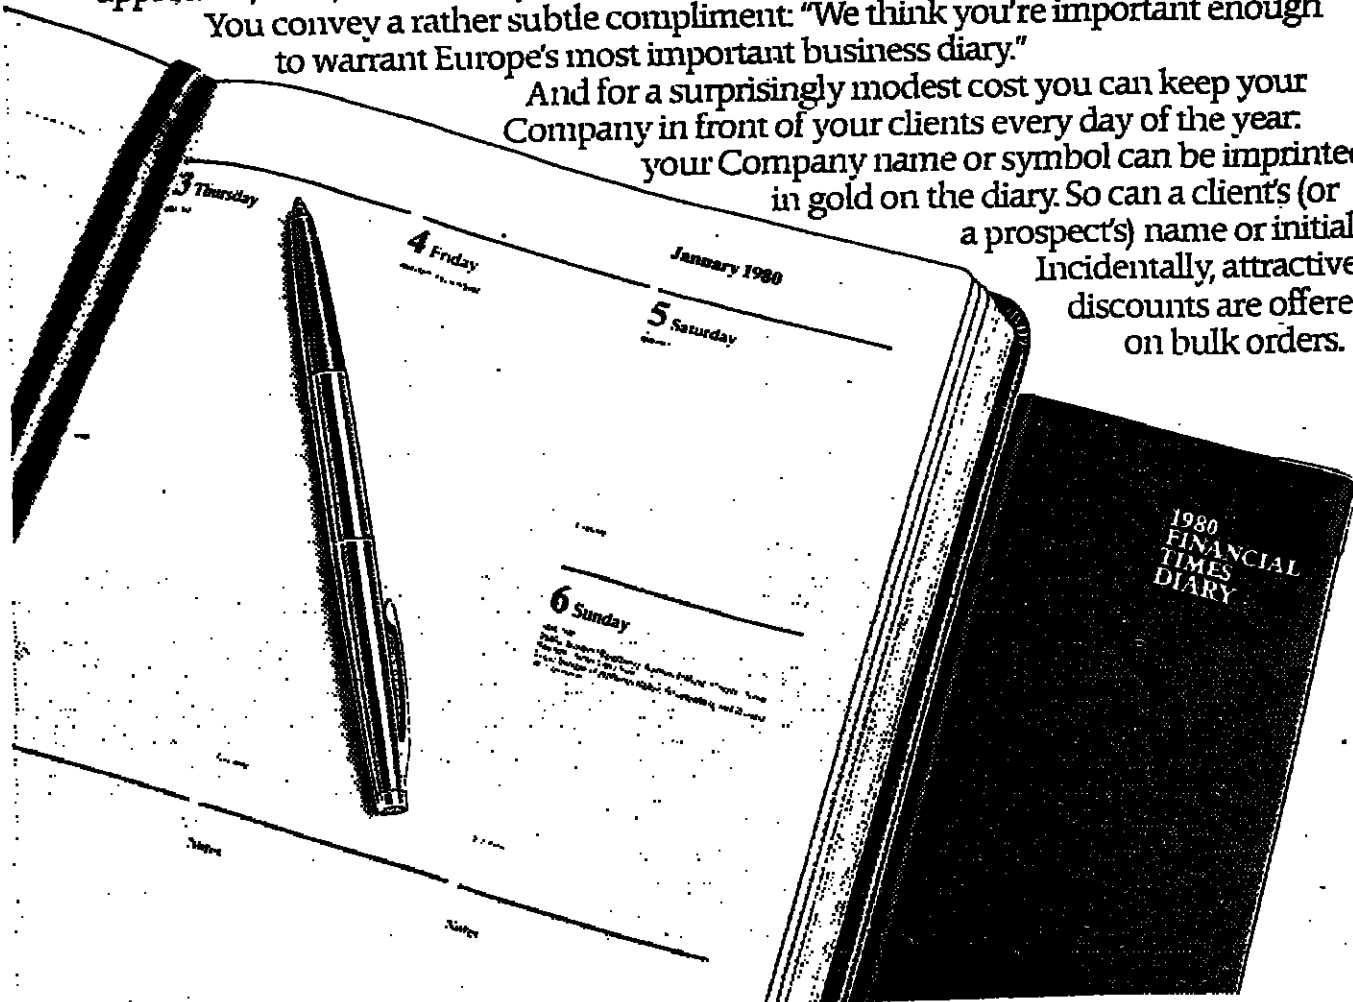 You convey a rather subtle compliment: "We think you're important enough
to warrant Europe's most important business diary."
And for a surprisingly modest cost you can keep your
Company in front of your clients every day of the year:
your Company name or symbol can be imprinted
in gold on the diary. So can a client's (or
a prospect's) name or initial
Incidentally, attractive
discounts are offere
on bulk orders.
3 Thursday
4 Friday
January 1980
5 Saturday
6 Sunday
Notes
Notes
1980
FINANCIAL
TIMES
DIARY